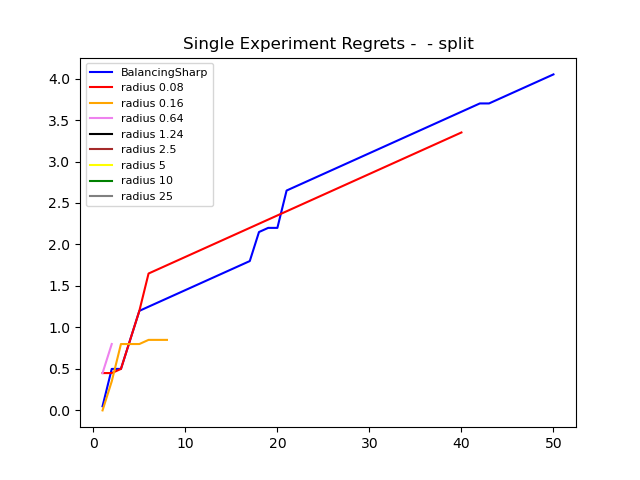 Single Experiment Regrets -  - split
BalancingSharp
radius 0.08
radius 0.16
radius 0.64
radius 1.24
radius 2.5
radius 5
radius 10
radius 25
4.0
3.5
3.0
2.5
2.0
1.5
1.0
0.5
0.0
0 10 20 30 40 50